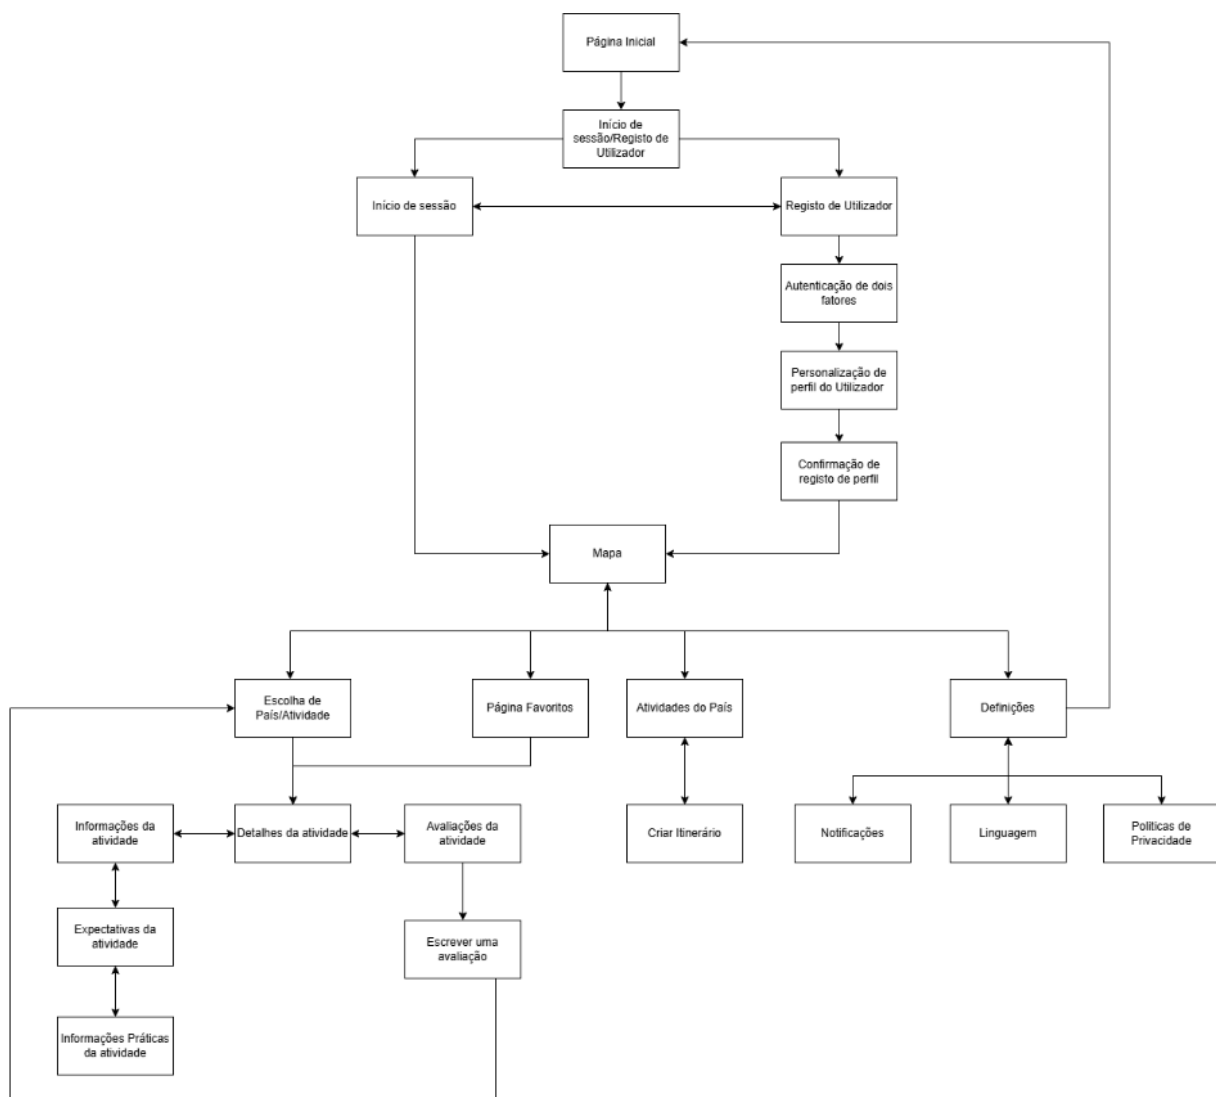 Página Inicial
Início de
sessão/Registo de
Utilizador
Início de sessão
Registo de Utilizador
Autenticação de dois
fatores
Personalização de
perfil do Utilizador
Confirmação de
registo de perfil
Mapa
Escolha de
País/Atividade
Página Favoritos
Atividades do País
Definições
Informações da
atividade
Detalhes da atividade
Avaliações da
atividade
Criar Itinerário
Notificações
Linguagem
Politicas de
Privacidade
Expectativas da
atividade
Escrever uma
avaliação
Informações Práticas
da atividade